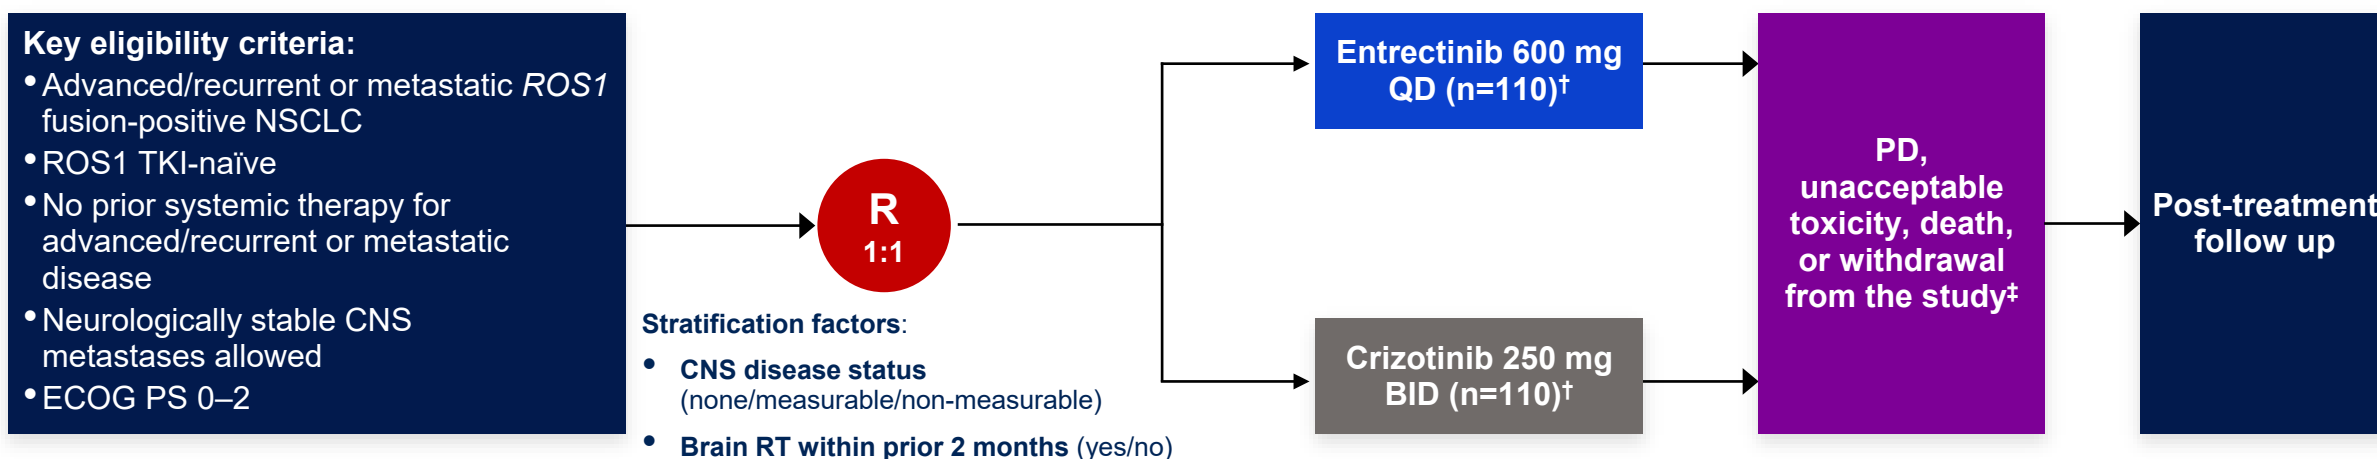 Key eligibility criteria:
• Advanced/recurrent or metastatic ROS1
fusion-positive NSCLC
• ROS1 TKI-naïve
• No prior systemic therapy for
advanced/recurrent or metastatic
disease
• Neurologically stable CNS
metastases allowed
• ECOG PS 0–2
R
1:1
Stratification factors:
• CNS disease status
(none/measurable/non-measurable)
• Brain RT within prior 2 months (yes/no)
Entrectinib 600 mg
QD (n=110)†
Crizotinib 250 mg
BID (n=110)†
PD,
unacceptable
toxicity, death,
or withdrawal
from the study‡
Post-treatment
follow up